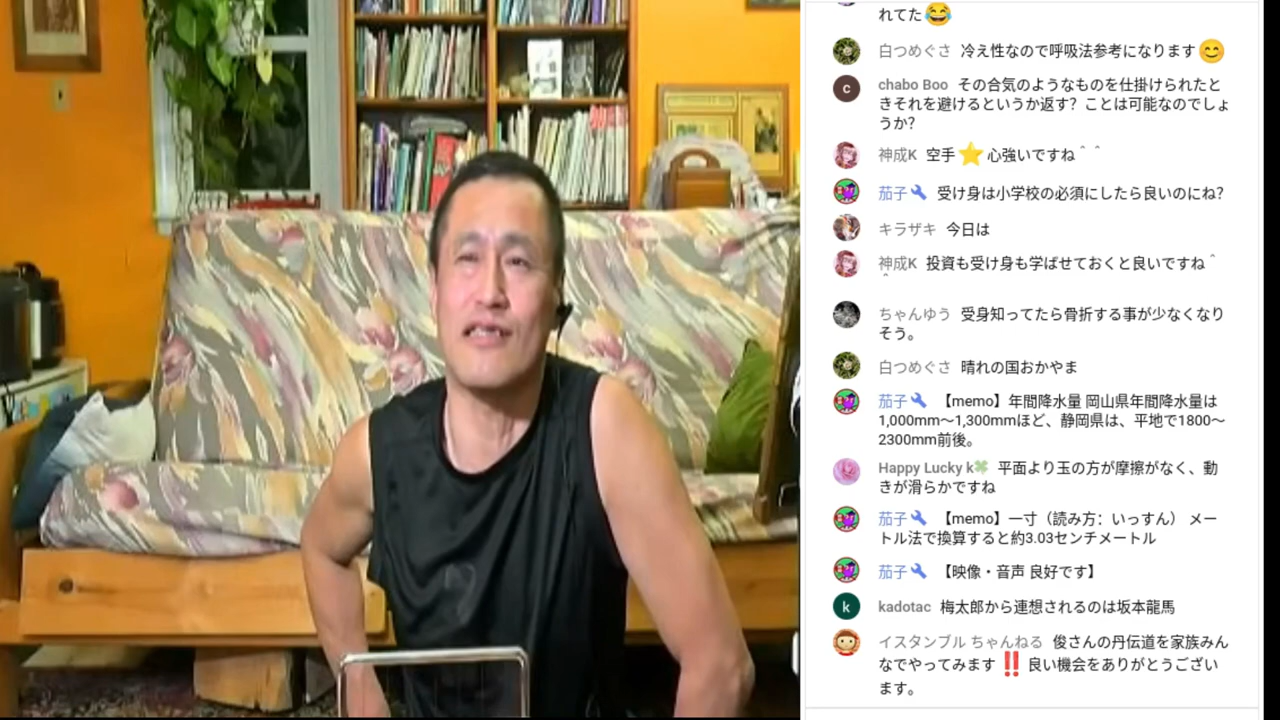 れてた😂
白つめぐさ 冷え性なので呼吸法参考になります😊
chabo Boo その合気のようなものを仕掛けられたと
きそれを避けるというか返す？ことは可能なのでしょ
うか？
神成K 空手⭐心強いですね＾＾
茄子🔧 受け身は小学校の必須にしたら良いのにね？
キラザキ 今日は
神成K 投資も受け身も学ばせておくと良いですね＾
＾
ちゃんゆう 受身知ってたら骨折する事が少なくなり
そう。
白つめぐさ 晴れの国おかやま
茄子🔧 【memo】年間降水量 岡山県年間降水量は
1,000mm〜1,300mmほど、静岡県は、平地で1800〜
2300mm前後。
Happy Lucky k🍀 平面より玉の方が摩擦がなく、動
きが滑らかですね
茄子🔧 【memo】一寸（読み方：いっすん） メー
トル法で換算すると約3.03センチメートル
茄子🔧 【映像・音声 良好です】
k
kadotac 梅太郎から連想されるのは坂本龍馬
イスタンブル ちゃんねる 俊さんの丹伝道を家族みん
なでやってみます‼️良い機会をありがとうござい
ます。